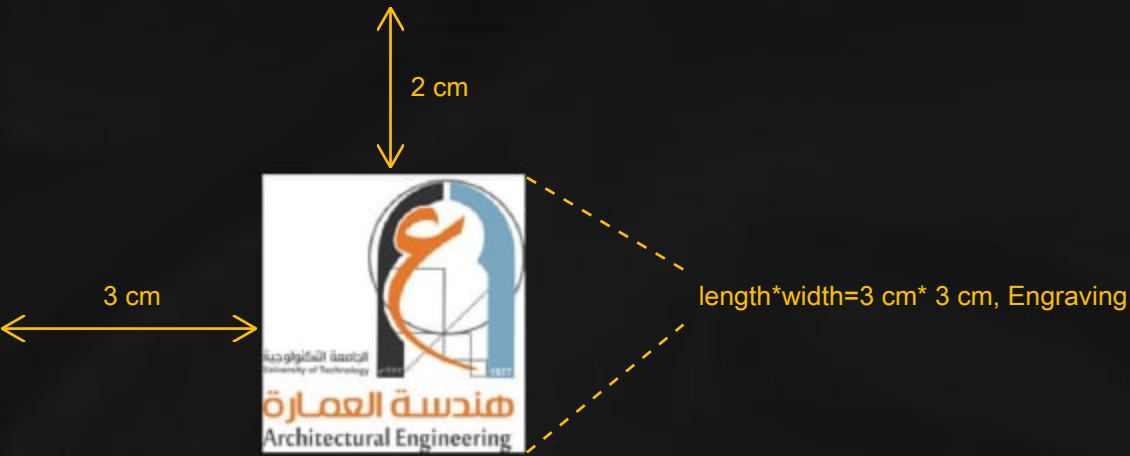 2 cm
3 cm
length*width=3 cm* 3 cm, Engraving
الجامعة التكنولوجية
University of Technology
1977
هندسة العمارة
Architectural Engineering